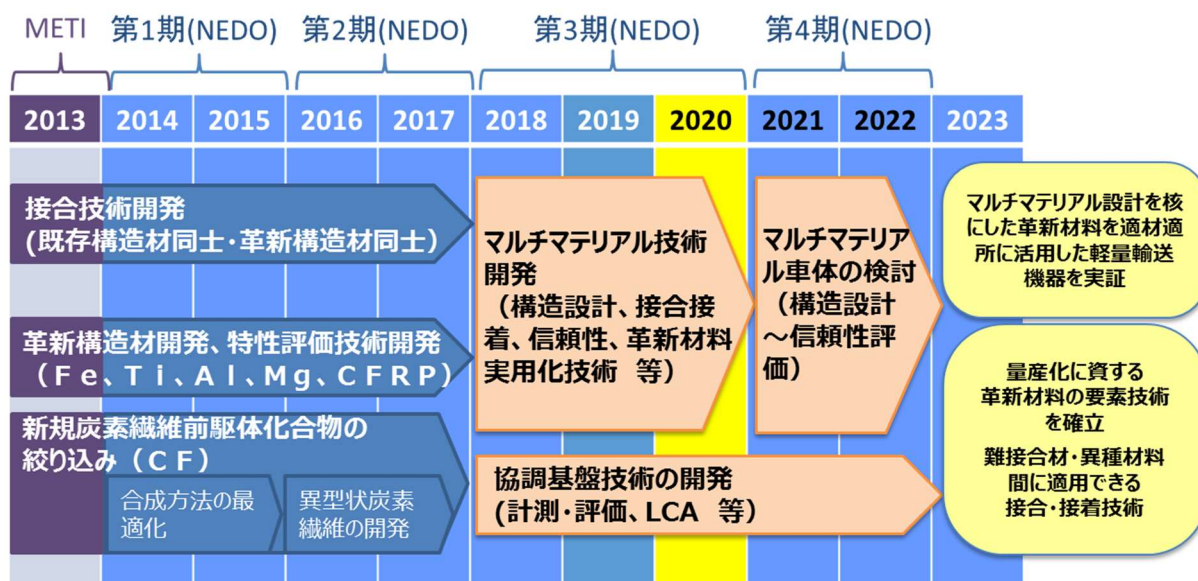 METI
第1期(NEDO)
第2期(NEDO)
第3期(NEDO)
第4期(NEDO)
2013
2014
2015
2016
2017
2018
2019
2020
2021
2022
2023
接合技術開発
(既存構造材同士・革新構造材同士)
革新構造材開発、特性評価技術開発
(Ｆｅ、Ｔｉ、Ａｌ、Ｍｇ、ＣＦＲＰ)
新規炭素繊維前駆体化合物の
絞り込み（ＣＦ）
合成方法の最
適化
異型状炭素
繊維の開発
マルチマテリアル技術
開発
（構造設計、接合接
着、信頼性、革新材料
実用化技術 等）
マルチマテリア
ル車体の検討
（構造設計
～信頼性評
価）
協調基盤技術の開発
(計測・評価、LCA 等)
マルチマテリアル設計を核
にした革新材料を適材適
所に活用した軽量輸送
機器を実証
量産化に資する
革新材料の要素技術
を確立
難接合材・異種材料
間に適用できる
接合・接着技術